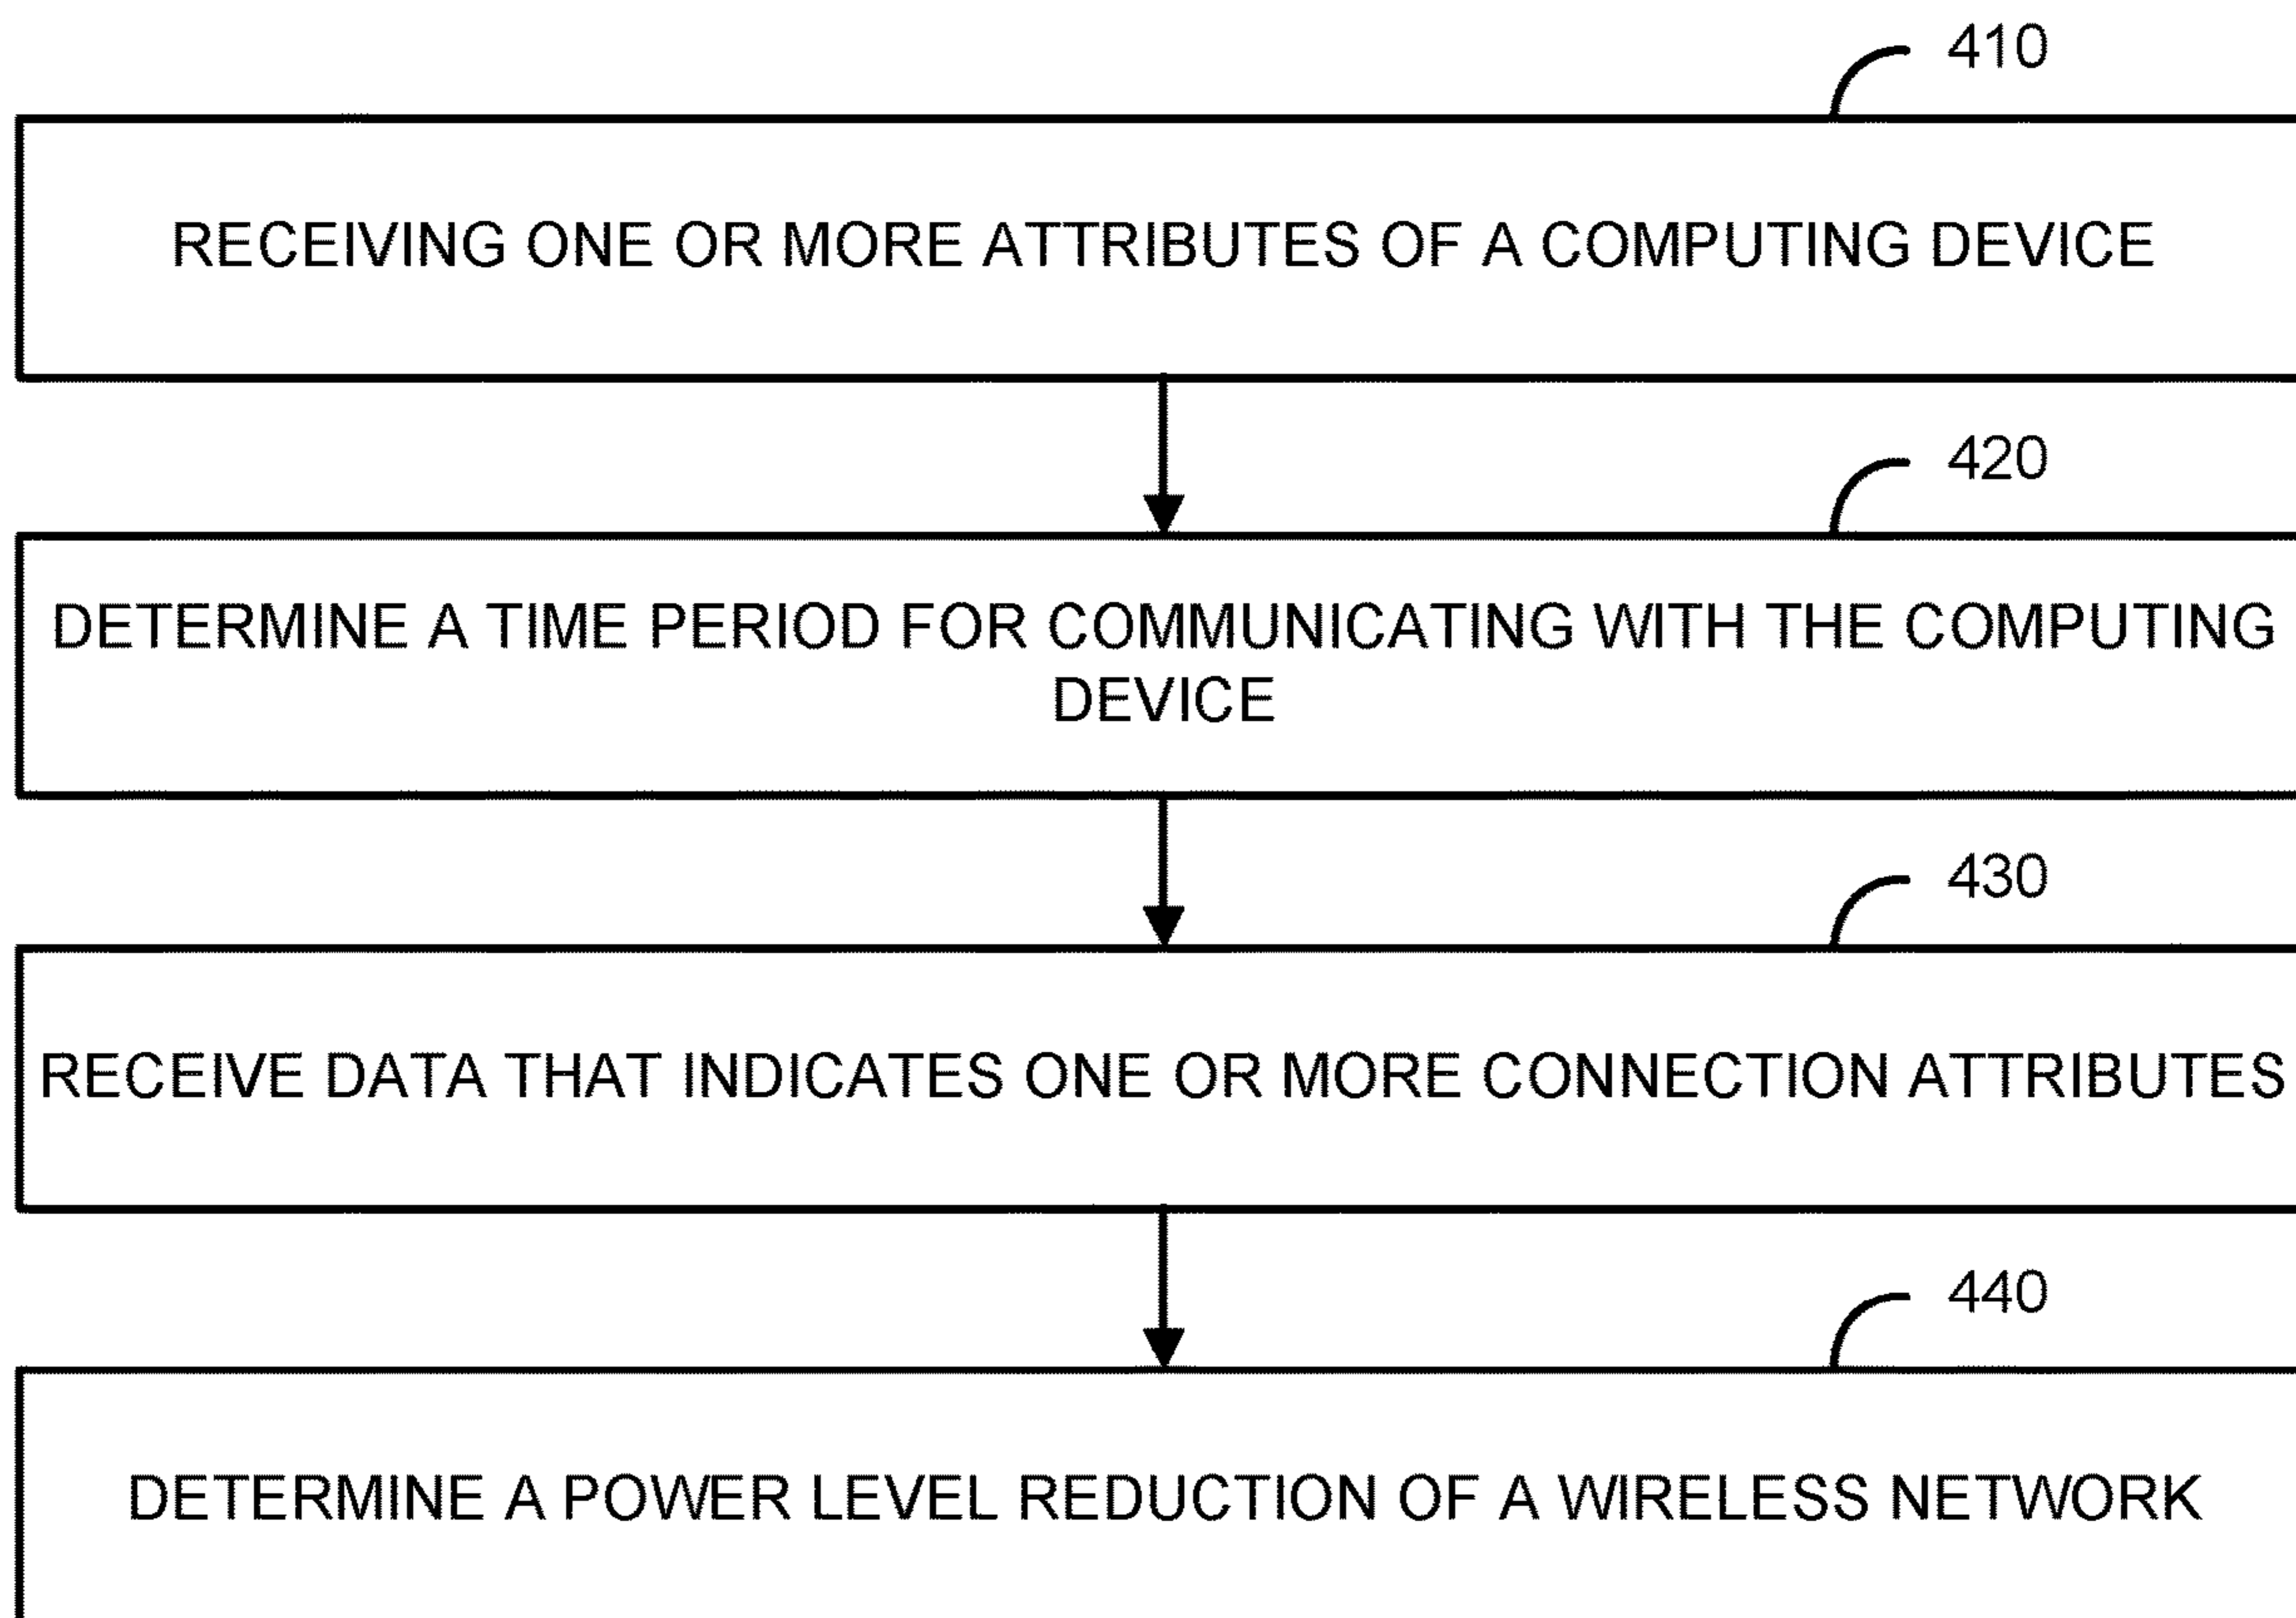 410
RECEIVING ONE OR MORE ATTRIBUTES OF A COMPUTING DEVICE
420
DETERMINE A TIME PERIOD FOR COMMUNICATING WITH THE COMPUTING
DEVICE
430
RECEIVE DATA THAT INDICATES ONE OR MORE CONNECTION ATTRIBUTES
440
DETERMINE A POWER LEVEL REDUCTION OF A WIRELESS NETWORK